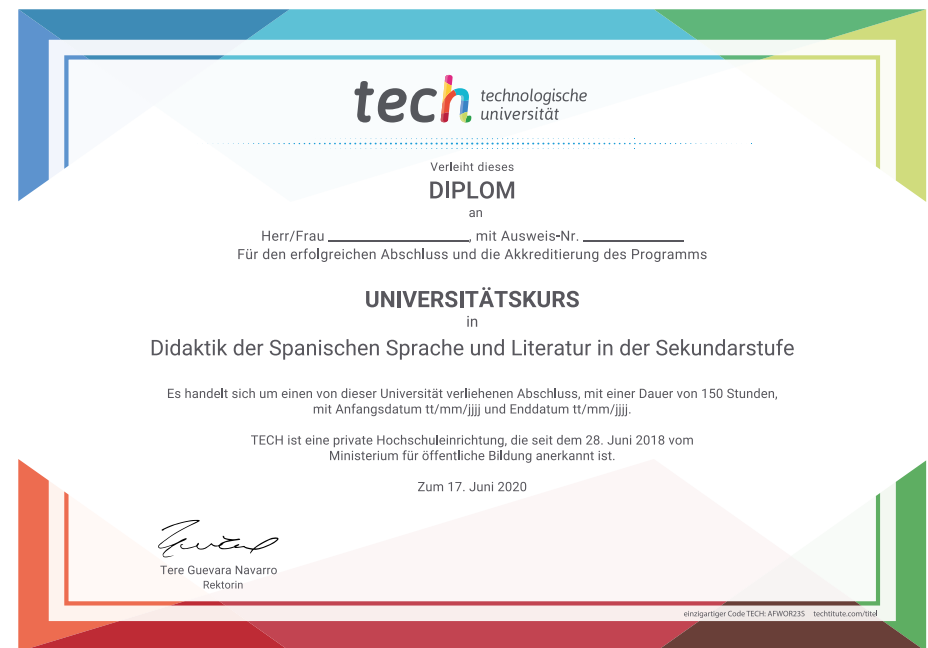 tech technologische
universität
Verleiht dieses
DIPLOM
an
Herr/Frau ____________________, mit Ausweis-Nr. ______________
Für den erfolgreichen Abschluss und die Akkreditierung des Programms
UNIVERSITÄTSKURS
in
Didaktik der Spanischen Sprache und Literatur in der Sekundarstufe
Es handelt sich um einen von dieser Universität verliehenen Abschluss, mit einer Dauer von 150 Stunden,
mit Anfangsdatum tt/mm/jjjj und Enddatum tt/mm/jjjj.
TECH ist eine private Hochschuleinrichtung, die seit dem 28. Juni 2018 vom
Ministerium für öffentliche Bildung anerkannt ist.
Zum 17. Juni 2020
Tere Guevara Navarro
Rektorin
einzigartiger Code TECH: AFWOR23S techtitute.com/titel